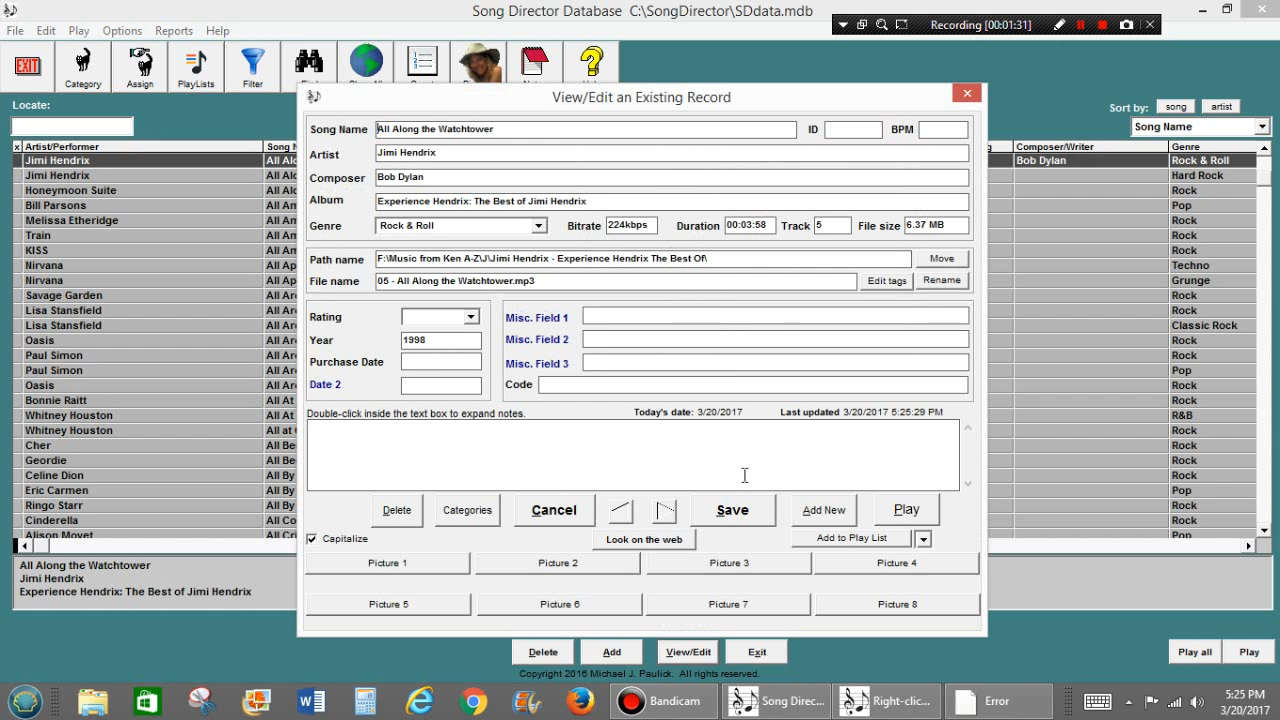 Song Director Database C:\SongDirector\SDdata.mdb
Recording [00:01:31]
File Edit Play Options Reports Help
EXIT
Category Assign PlayLists Filter
Locate:
Sort by: song artist
Song Name
x Artist/Performer Song N
Composer/Writer Genre
Jimi Hendrix All Alo
Bob Dylan Rock & Roll
Jimi Hendrix All Alo
Hard Rock
Honeymoon Suite All Am
Rock
Bill Parsons All Am
Pop
Melissa Etheridge All Am
Rock
Train All Am
Rock
KISS All Am
Rock
Nirvana All Ap
Techno
Nirvana All Ap
Grunge
Savage Garden All Aro
Rock
Lisa Stansfield All Aro
Rock
Lisa Stansfield All Aro
Classic Rock
Oasis All Aro
Rock
Paul Simon All Aro
Rock
Paul Simon All Aro
Pop
Oasis All Aro
Rock
Bonnie Raitt All At
Pop
Whitney Houston All At
R&B
Whitney Houston All at
Rock
Cher All Be
Rock
Geordie All Be
Rock
Celine Dion All By
Rock
Eric Carmen All By
Pop
Ringo Starr All By
Rock
Cinderella All Co
Rock
Alison Moyet All Cri
Rock
View/Edit an Existing Record
Song Name All Along the Watchtower ID BPM
Artist Jimi Hendrix
Composer Bob Dylan
Album Experience Hendrix: The Best of Jimi Hendrix
Genre Rock & Roll Bitrate 224kbps Duration 00:03:58 Track 5 File size 6.37 MB
Path name F:\Music from Ken A-Z\J\Jimi Hendrix - Experience Hendrix The Best Of\ Move
File name 05 - All Along the Watchtower.mp3 Edit tags Rename
Rating Misc. Field 1
Year 1998 Misc. Field 2
Purchase Date Misc. Field 3
Date 2 Code
Double-click inside the text box to expand notes. Today's date: 3/20/2017 Last updated 3/20/2017 5:25:29 PM
Delete Categories Cancel Save Add New Play
Capitalize Look on the web Add to Play List
Picture 1 Picture 2 Picture 3 Picture 4
Picture 5 Picture 6 Picture 7 Picture 8
All Along the Watchtower
Jimi Hendrix
Experience Hendrix: The Best of Jimi Hendrix
Delete Add View/Edit Exit Play all Play
Copyright 2016 Michael J. Paulick. All rights reserved.
Bandicam Song Direc... Right-clic... Error
5:25 PM
3/20/2017